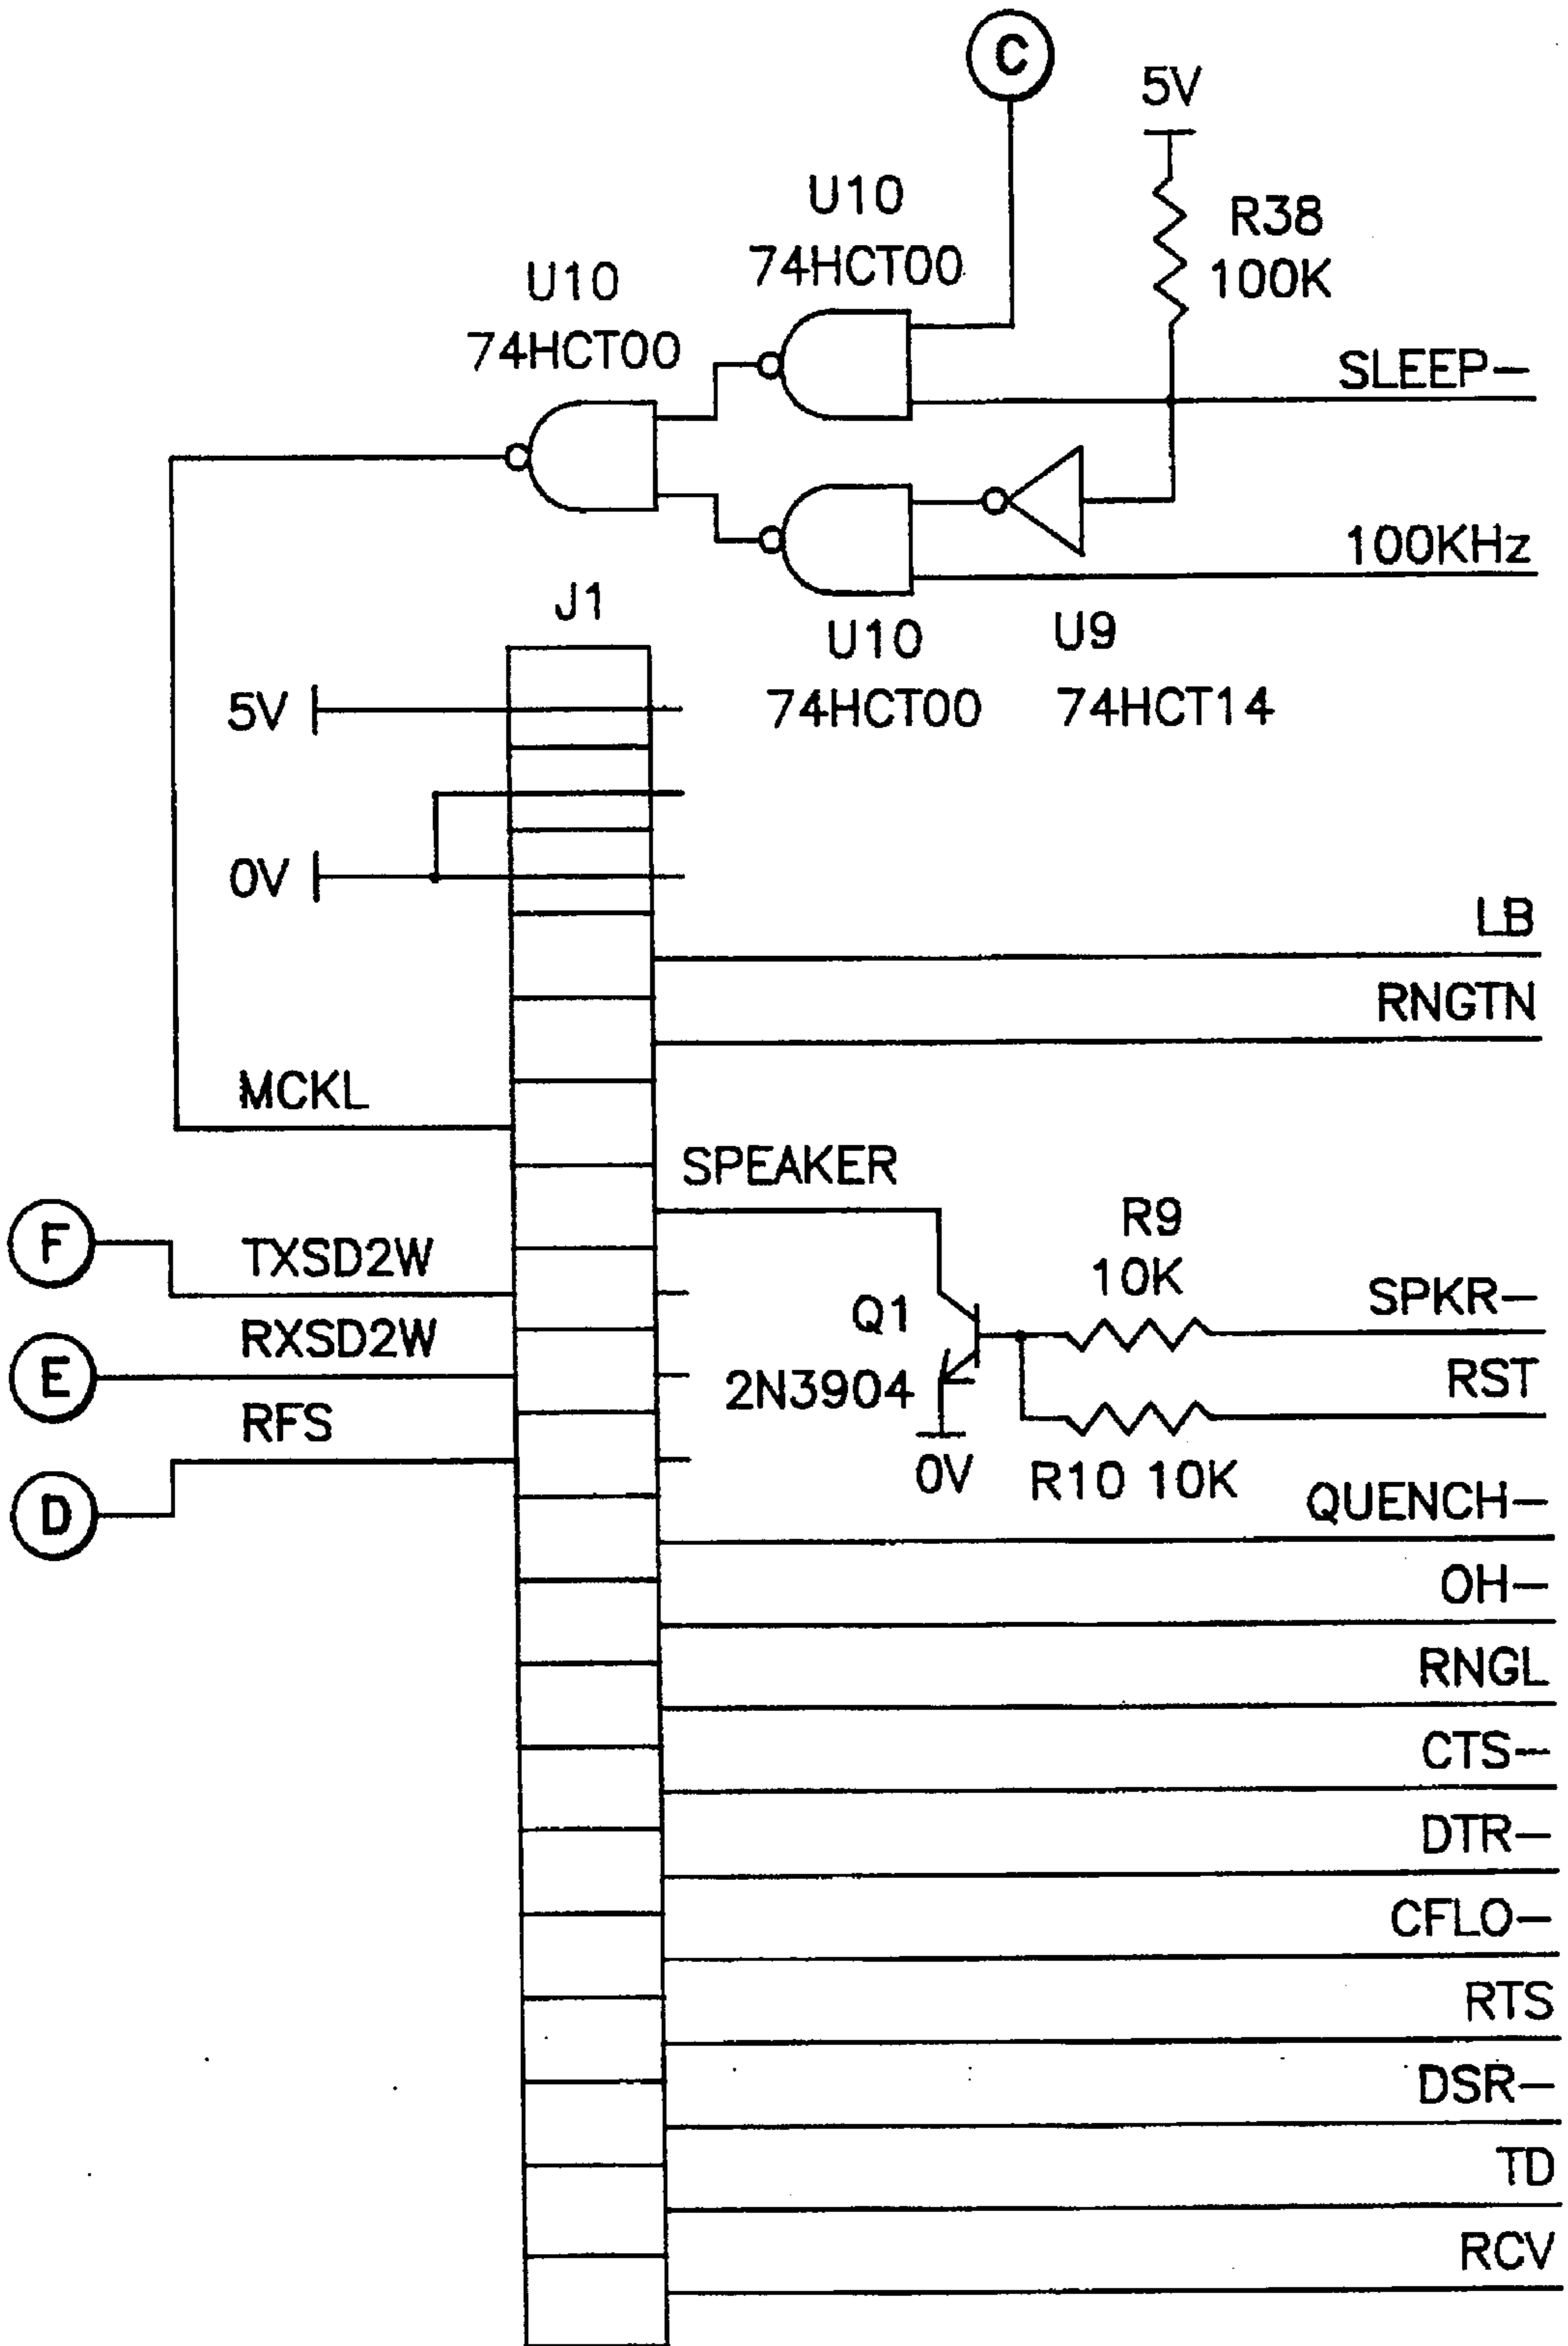 C
5V
U10
74HCT00
R38
100K
U10
74HCT00
SLEEP-
100KHz
J1
U10
74HCT00
U9
74HCT14
5V
0V
LB
RNGTN
MCKL
SPEAKER
F
TXSD2W
R9
10K
SPKR-
Q1
2N3904
E
RXSD2W
RST
RFS
0V
R10 10K
D
QUENCH-
OH-
RNGL
CTS-
DTR-
CFLO-
RTS
DSR-
TD
RCV